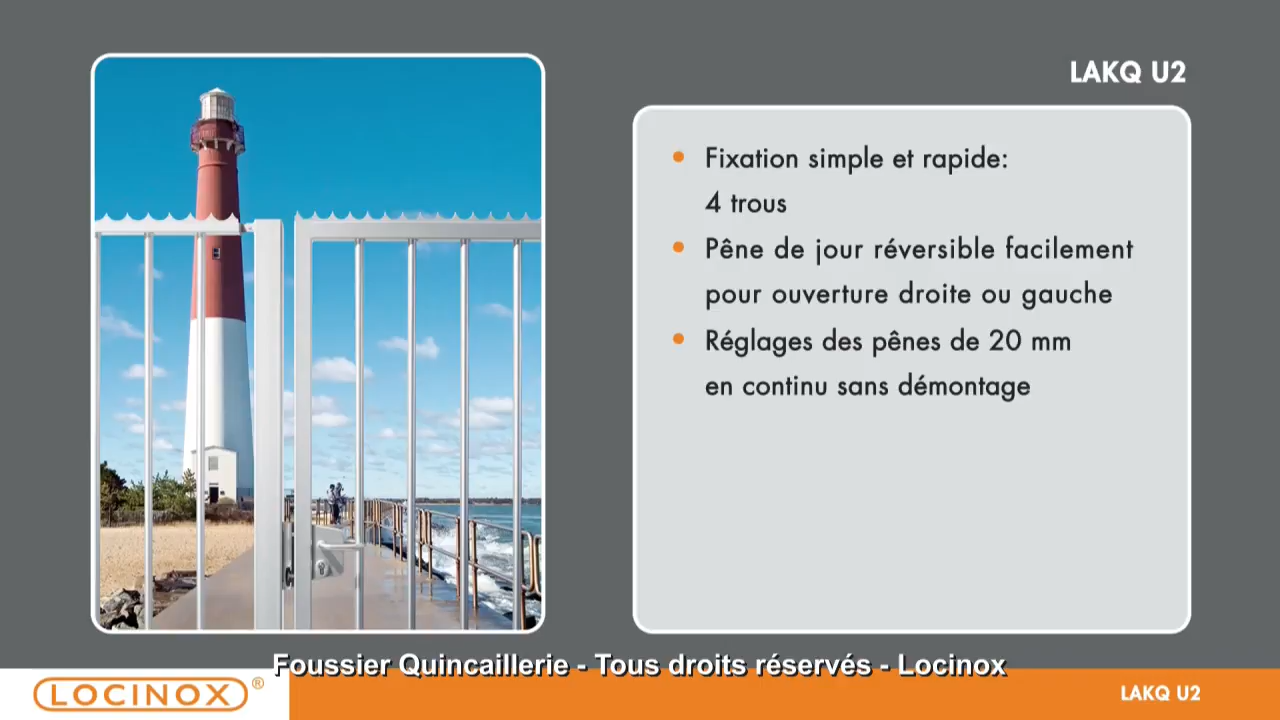 LAKQ U2
Fixation simple et rapide:
4 trous
Pêne de jour réversible facilement
pour ouverture droite ou gauche
Réglages des pênes de 20 mm
en continu sans démontage
Foussier Quincaillerie - Tous droits réservés - Locinox
LOCINOX®
LAKQ U2